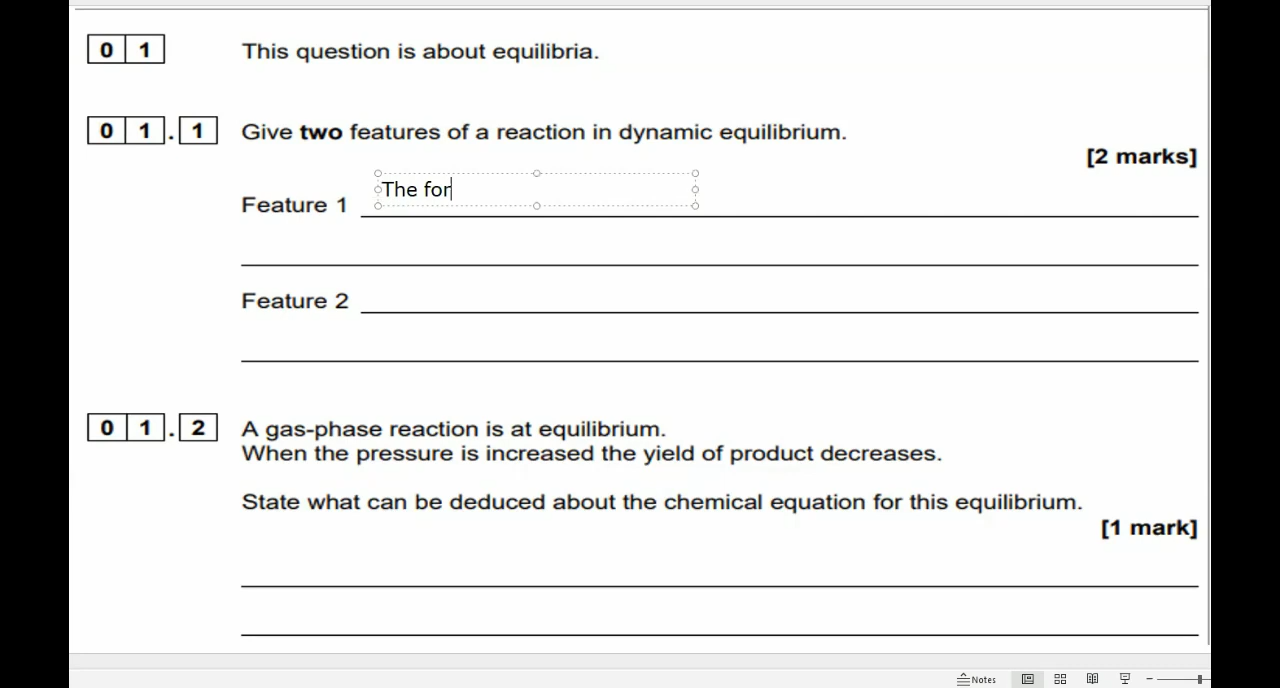 0 1 This question is about equilibria.
0 1 . 1 Give two features of a reaction in dynamic equilibrium.
[2 marks]
The for
Feature 1
Feature 2
0 1 . 2 A gas-phase reaction is at equilibrium.
When the pressure is increased the yield of product decreases.
State what can be deduced about the chemical equation for this equilibrium.
[1 mark]
Notes